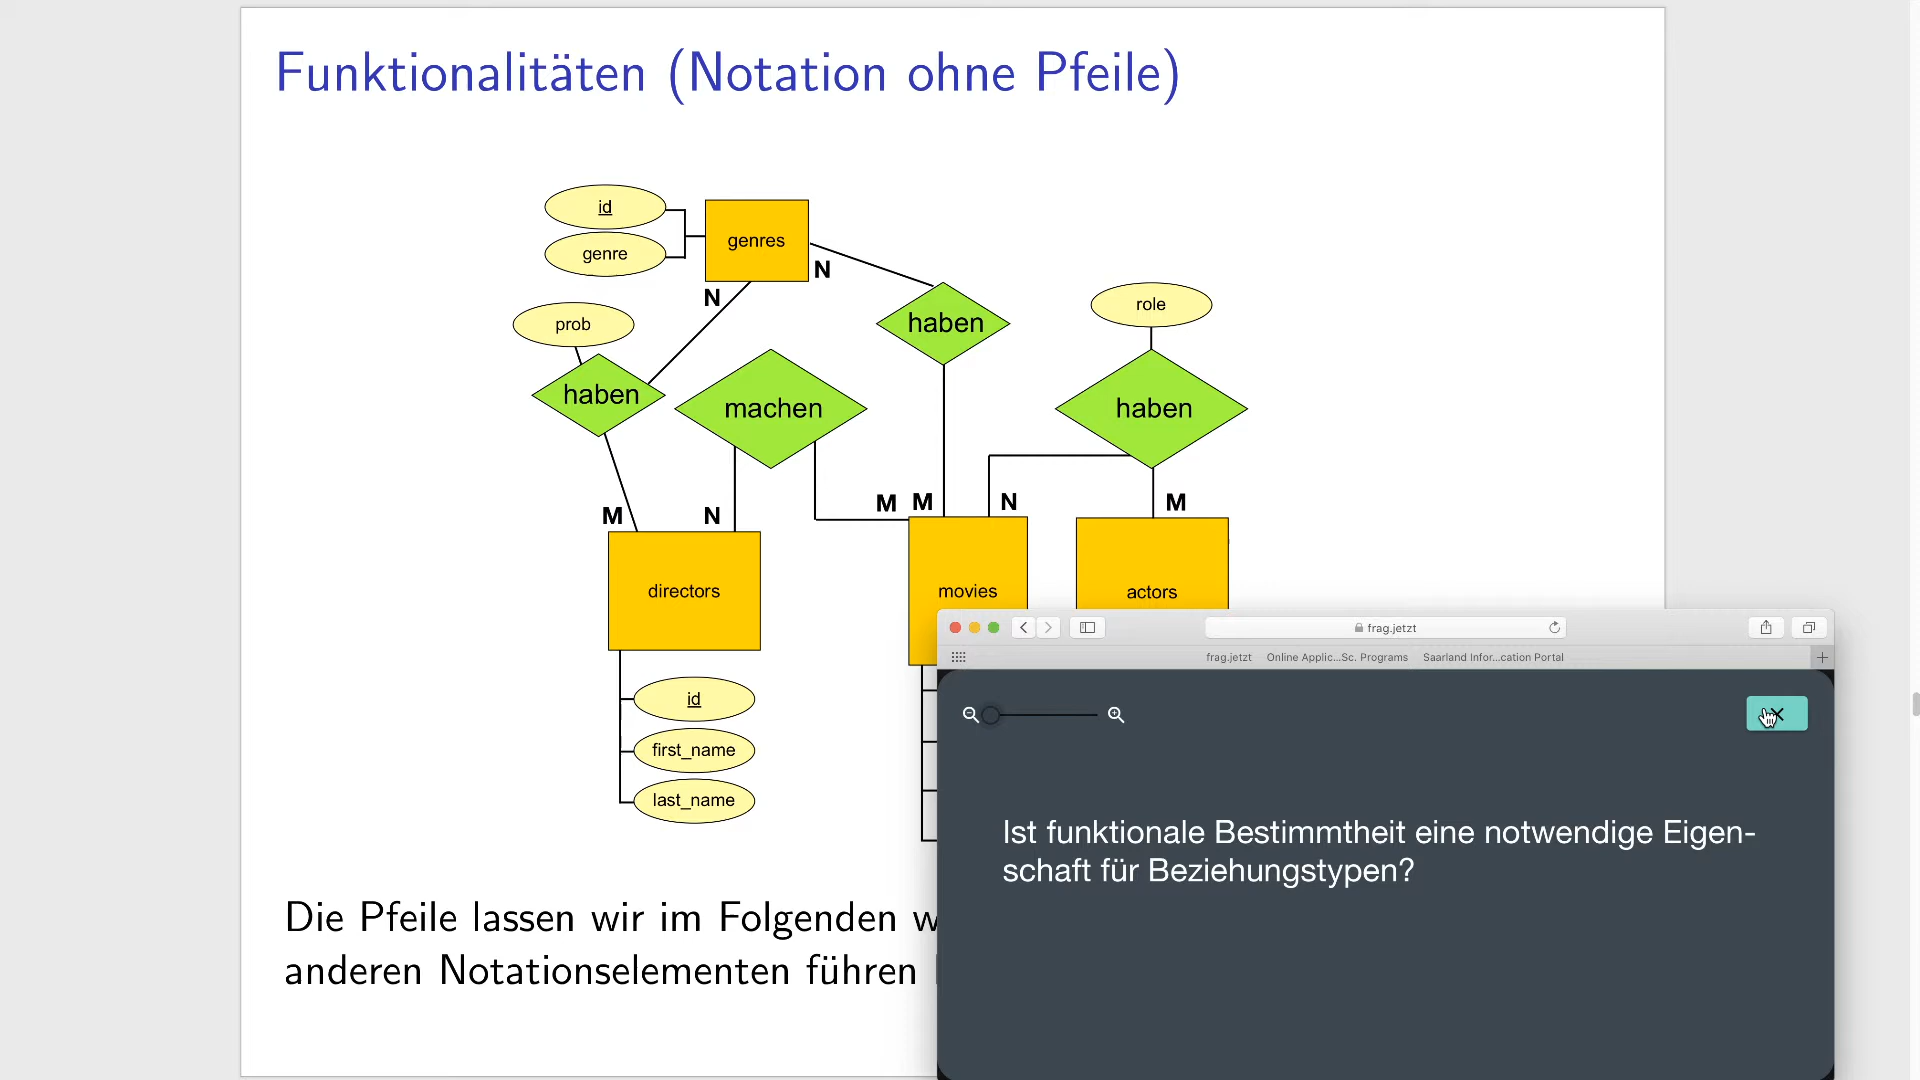 Funktionalitäten (Notation ohne Pfeile)
id
genres
genre
N
N
prob
haben
role
haben
machen
haben
M
N
M
M
N
M
directors
movies
actors
id
first_name
last_name
Die Pfeile lassen wir im Folgenden
anderen Notationselementen führen
frag.jetzt
frag.jetzt Online Applic...Sc. Programs Saarland Infor...cation Portal
Ist funktionale Bestimmtheit eine notwendige Eigen-
schaft für Beziehungstypen?